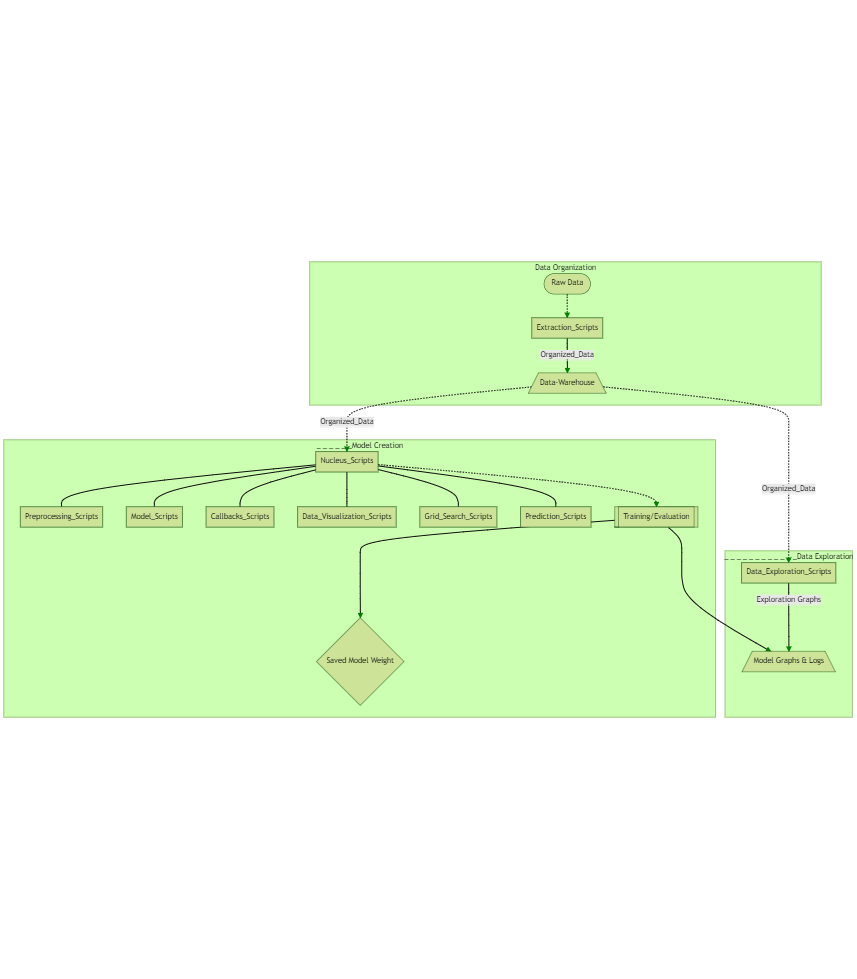 Data Organization
Raw Data
Extraction_Scripts
Organized_Data
Data-Warehouse
Organized_Data
Model Creation
Nucleus_Scripts
Preprocessing_Scripts
Model_Scripts
Callbacks_Scripts
Data_Visualization_Scripts
Grid_Search_Scripts
Prediction_Scripts
Training/Evaluation
Saved Model Weight
Organized_Data
Data Exploration
Data_Exploration_Scripts
Exploration Graphs
Model Graphs & Logs